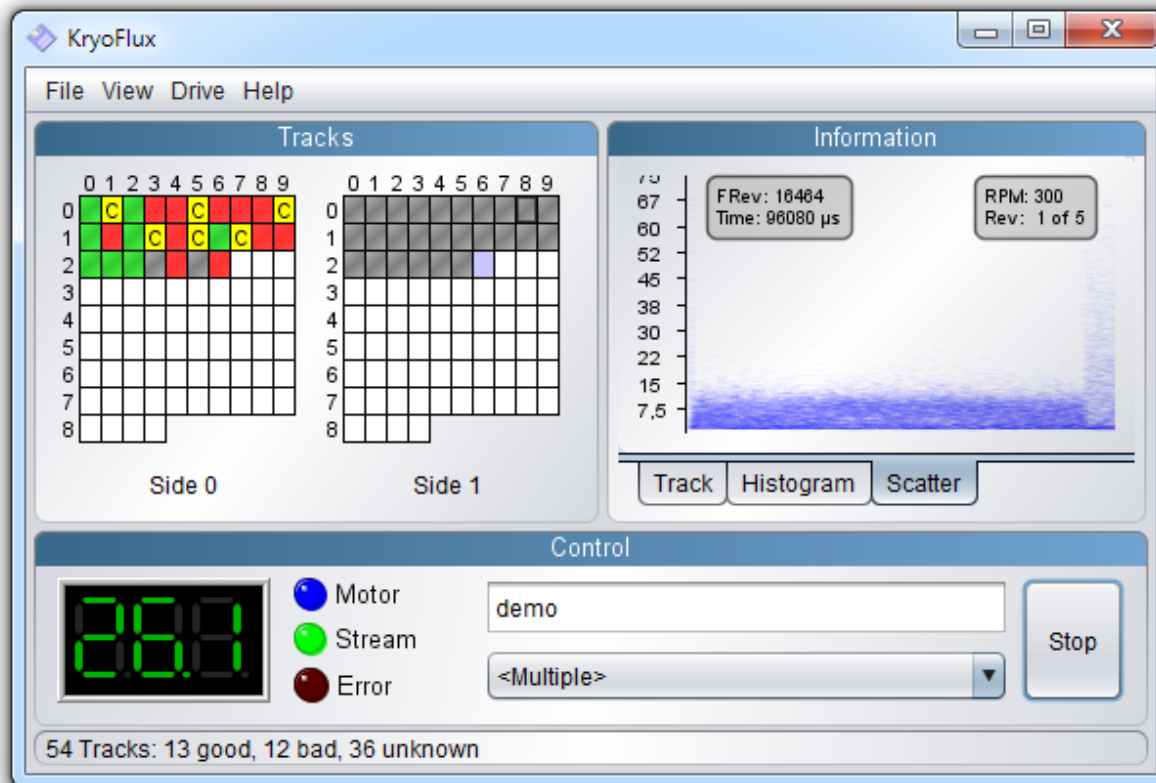 KryoFlux
File View Drive Help
Tracks
0 1 2 3 4 5 6 7 8 9
0 C C C
1 C C C
2
3
4
5
6
7
8
Side 0
0 1 2 3 4 5 6 7 8 9
0
1
2
3
4
5
6
7
8
Side 1
Information
75
67
60
52
45
38
30
22
15
7,5
FRev: 16464
Time: 96080 µs
RPM: 300
Rev: 1 of 5
Track Histogram Scatter
Control
26.1
Motor
Stream
Error
demo
<Multiple>
Stop
54 Tracks: 13 good, 12 bad, 36 unknown